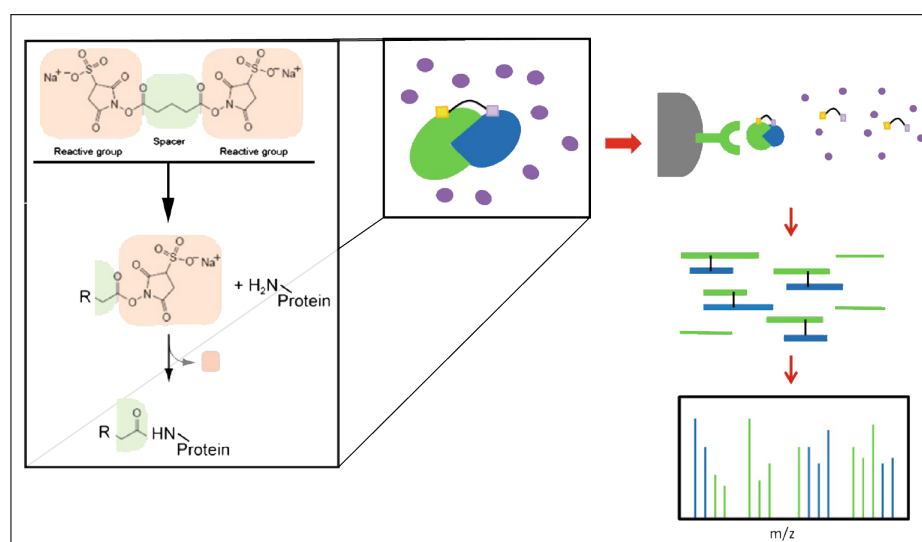 O O
Na⁺ ⁻O S S O⁻ Na⁺
O O O O O O
N-O O-N
O O
Reactive group Spacer Reactive group
O O
S O⁻ Na⁺
O O
R O-N + H₂N
O Protein
O
R HN
Protein
m/z